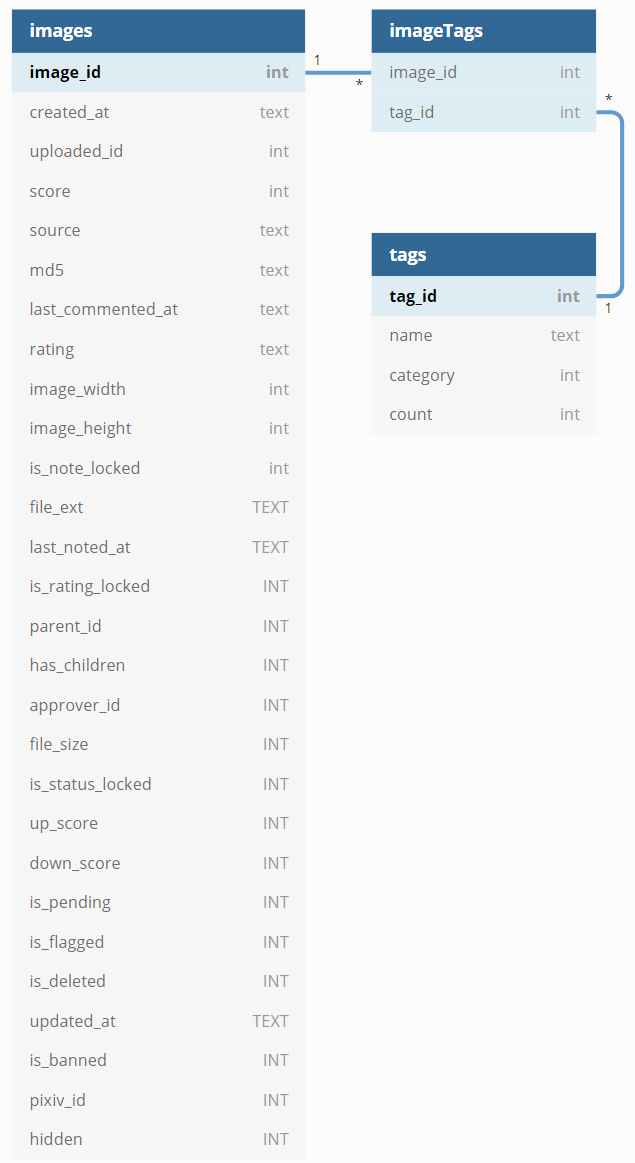 images
image_id int
created_at text
uploaded_id int
score int
source text
md5 text
last_commented_at text
rating text
image_width int
image_height int
is_note_locked int
file_ext TEXT
last_noted_at TEXT
is_rating_locked INT
parent_id INT
has_children INT
approver_id INT
file_size INT
is_status_locked INT
up_score INT
down_score INT
is_pending INT
is_flagged INT
is_deleted INT
updated_at TEXT
is_banned INT
pixiv_id INT
hidden INT
1
*
imageTags
image_id int
tag_id int
*
tags
tag_id int
1
name text
category int
count int